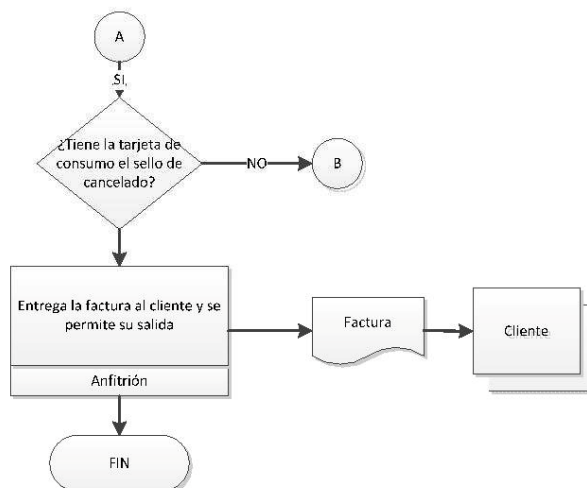 A
SI
¿Tiene la tarjeta de
consumo el sello de
cancelado?
NO
B
Entrega la factura al cliente y se
permite su salida
Anfitrión
Factura
Cliente
FIN